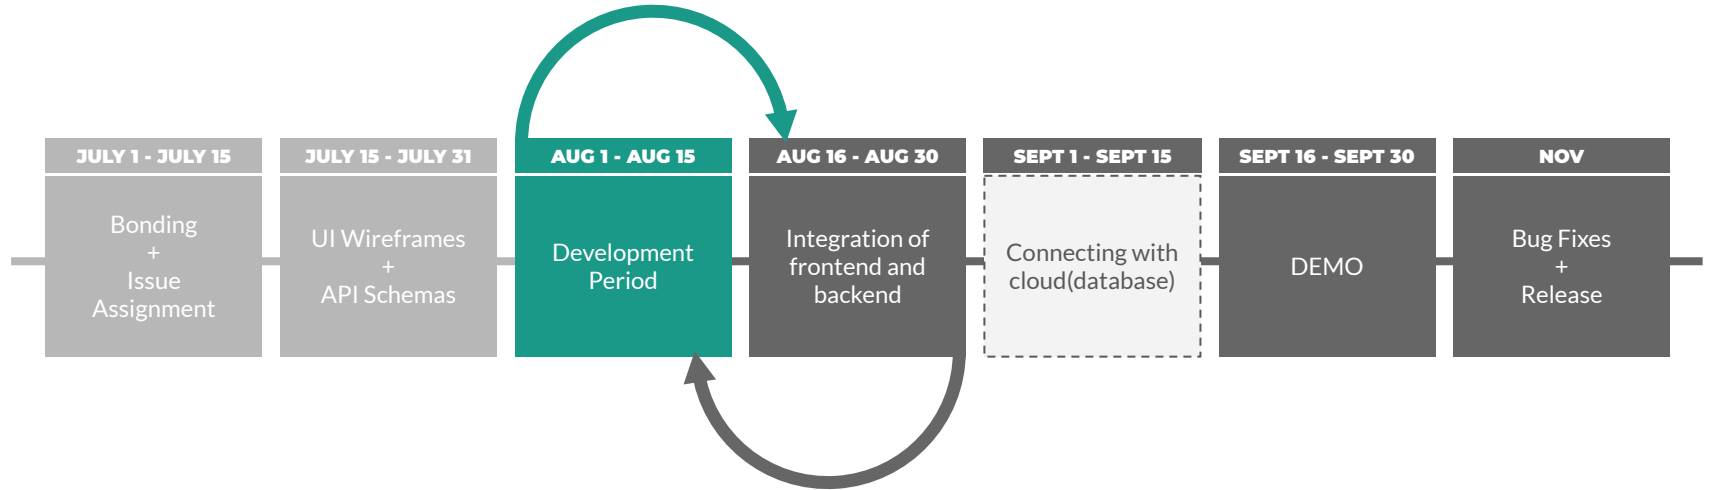 JULY 1 - JULY 15
Bonding
+
Issue
Assignment
JULY 15 - JULY 31
UI Wireframes
+
API Schemas
AUG 1 - AUG 15
Development
Period
AUG 16 - AUG 30
Integration of
frontend and
backend
SEPT 1 - SEPT 15
Connecting with
cloud(database)
SEPT 16 - SEPT 30
DEMO
NOV
Bug Fixes
+
Release